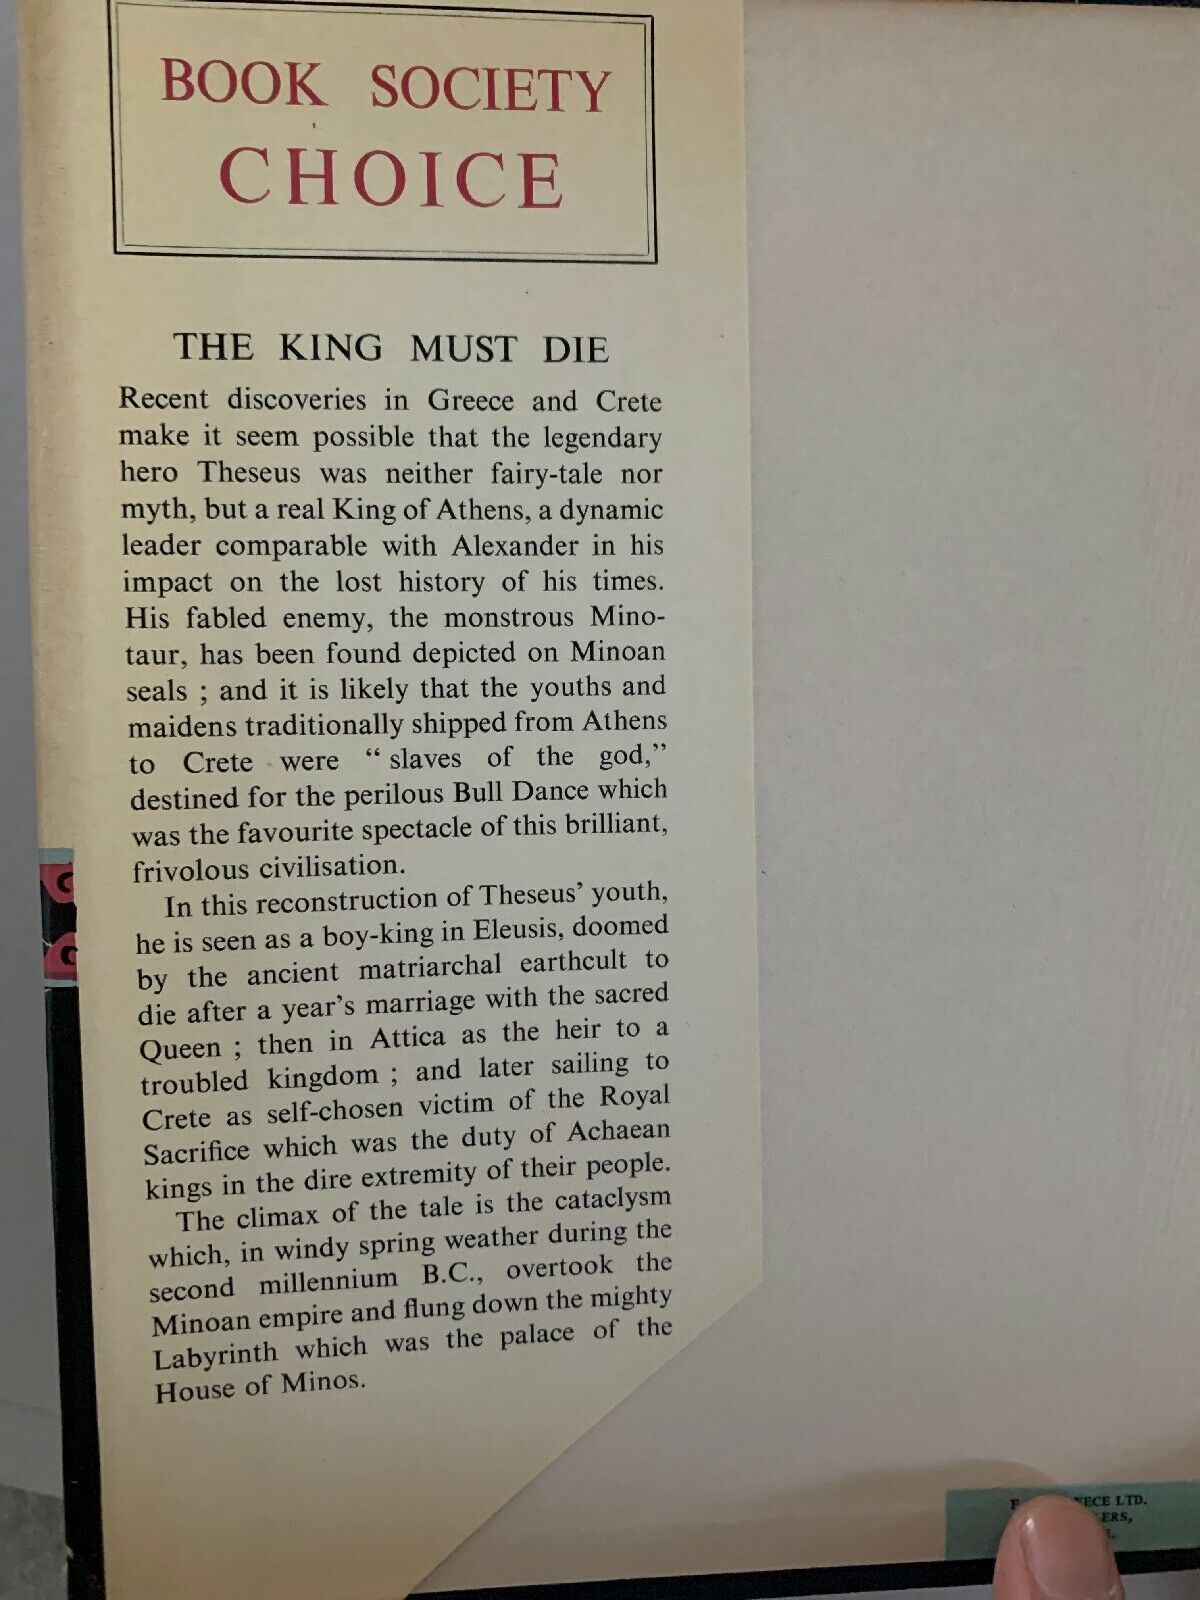 BOOK SOCIETY
CHOICE
THE KING MUST DIE
Recent discoveries in Greece and Crete
make it seem possible that the legendary
hero Theseus was neither fairy-tale nor
myth, but a real King of Athens, a dynamic
leader comparable with Alexander in his
impact on the lost history of his times.
His fabled enemy, the monstrous Mino-
taur, has been found depicted on Minoan
seals ; and it is likely that the youths and
maidens traditionally shipped from Athens
to Crete were “ slaves of the god,”
destined for the perilous Bull Dance which
was the favourite spectacle of this brilliant,
frivolous civilisation.
In this reconstruction of Theseus’ youth,
he is seen as a boy-king in Eleusis, doomed
by the ancient matriarchal earthcult to
die after a year’s marriage with the sacred
Queen ; then in Attica as the heir to a
troubled kingdom ; and later sailing to
Crete as self-chosen victim of the Royal
Sacrifice which was the duty of Achaean
kings in the dire extremity of their people.
The climax of the tale is the cataclysm
which, in windy spring weather during the
second millennium B.C., overtook the
Minoan empire and flung down the mighty
Labyrinth which was the palace of the
House of Minos.
LTD.